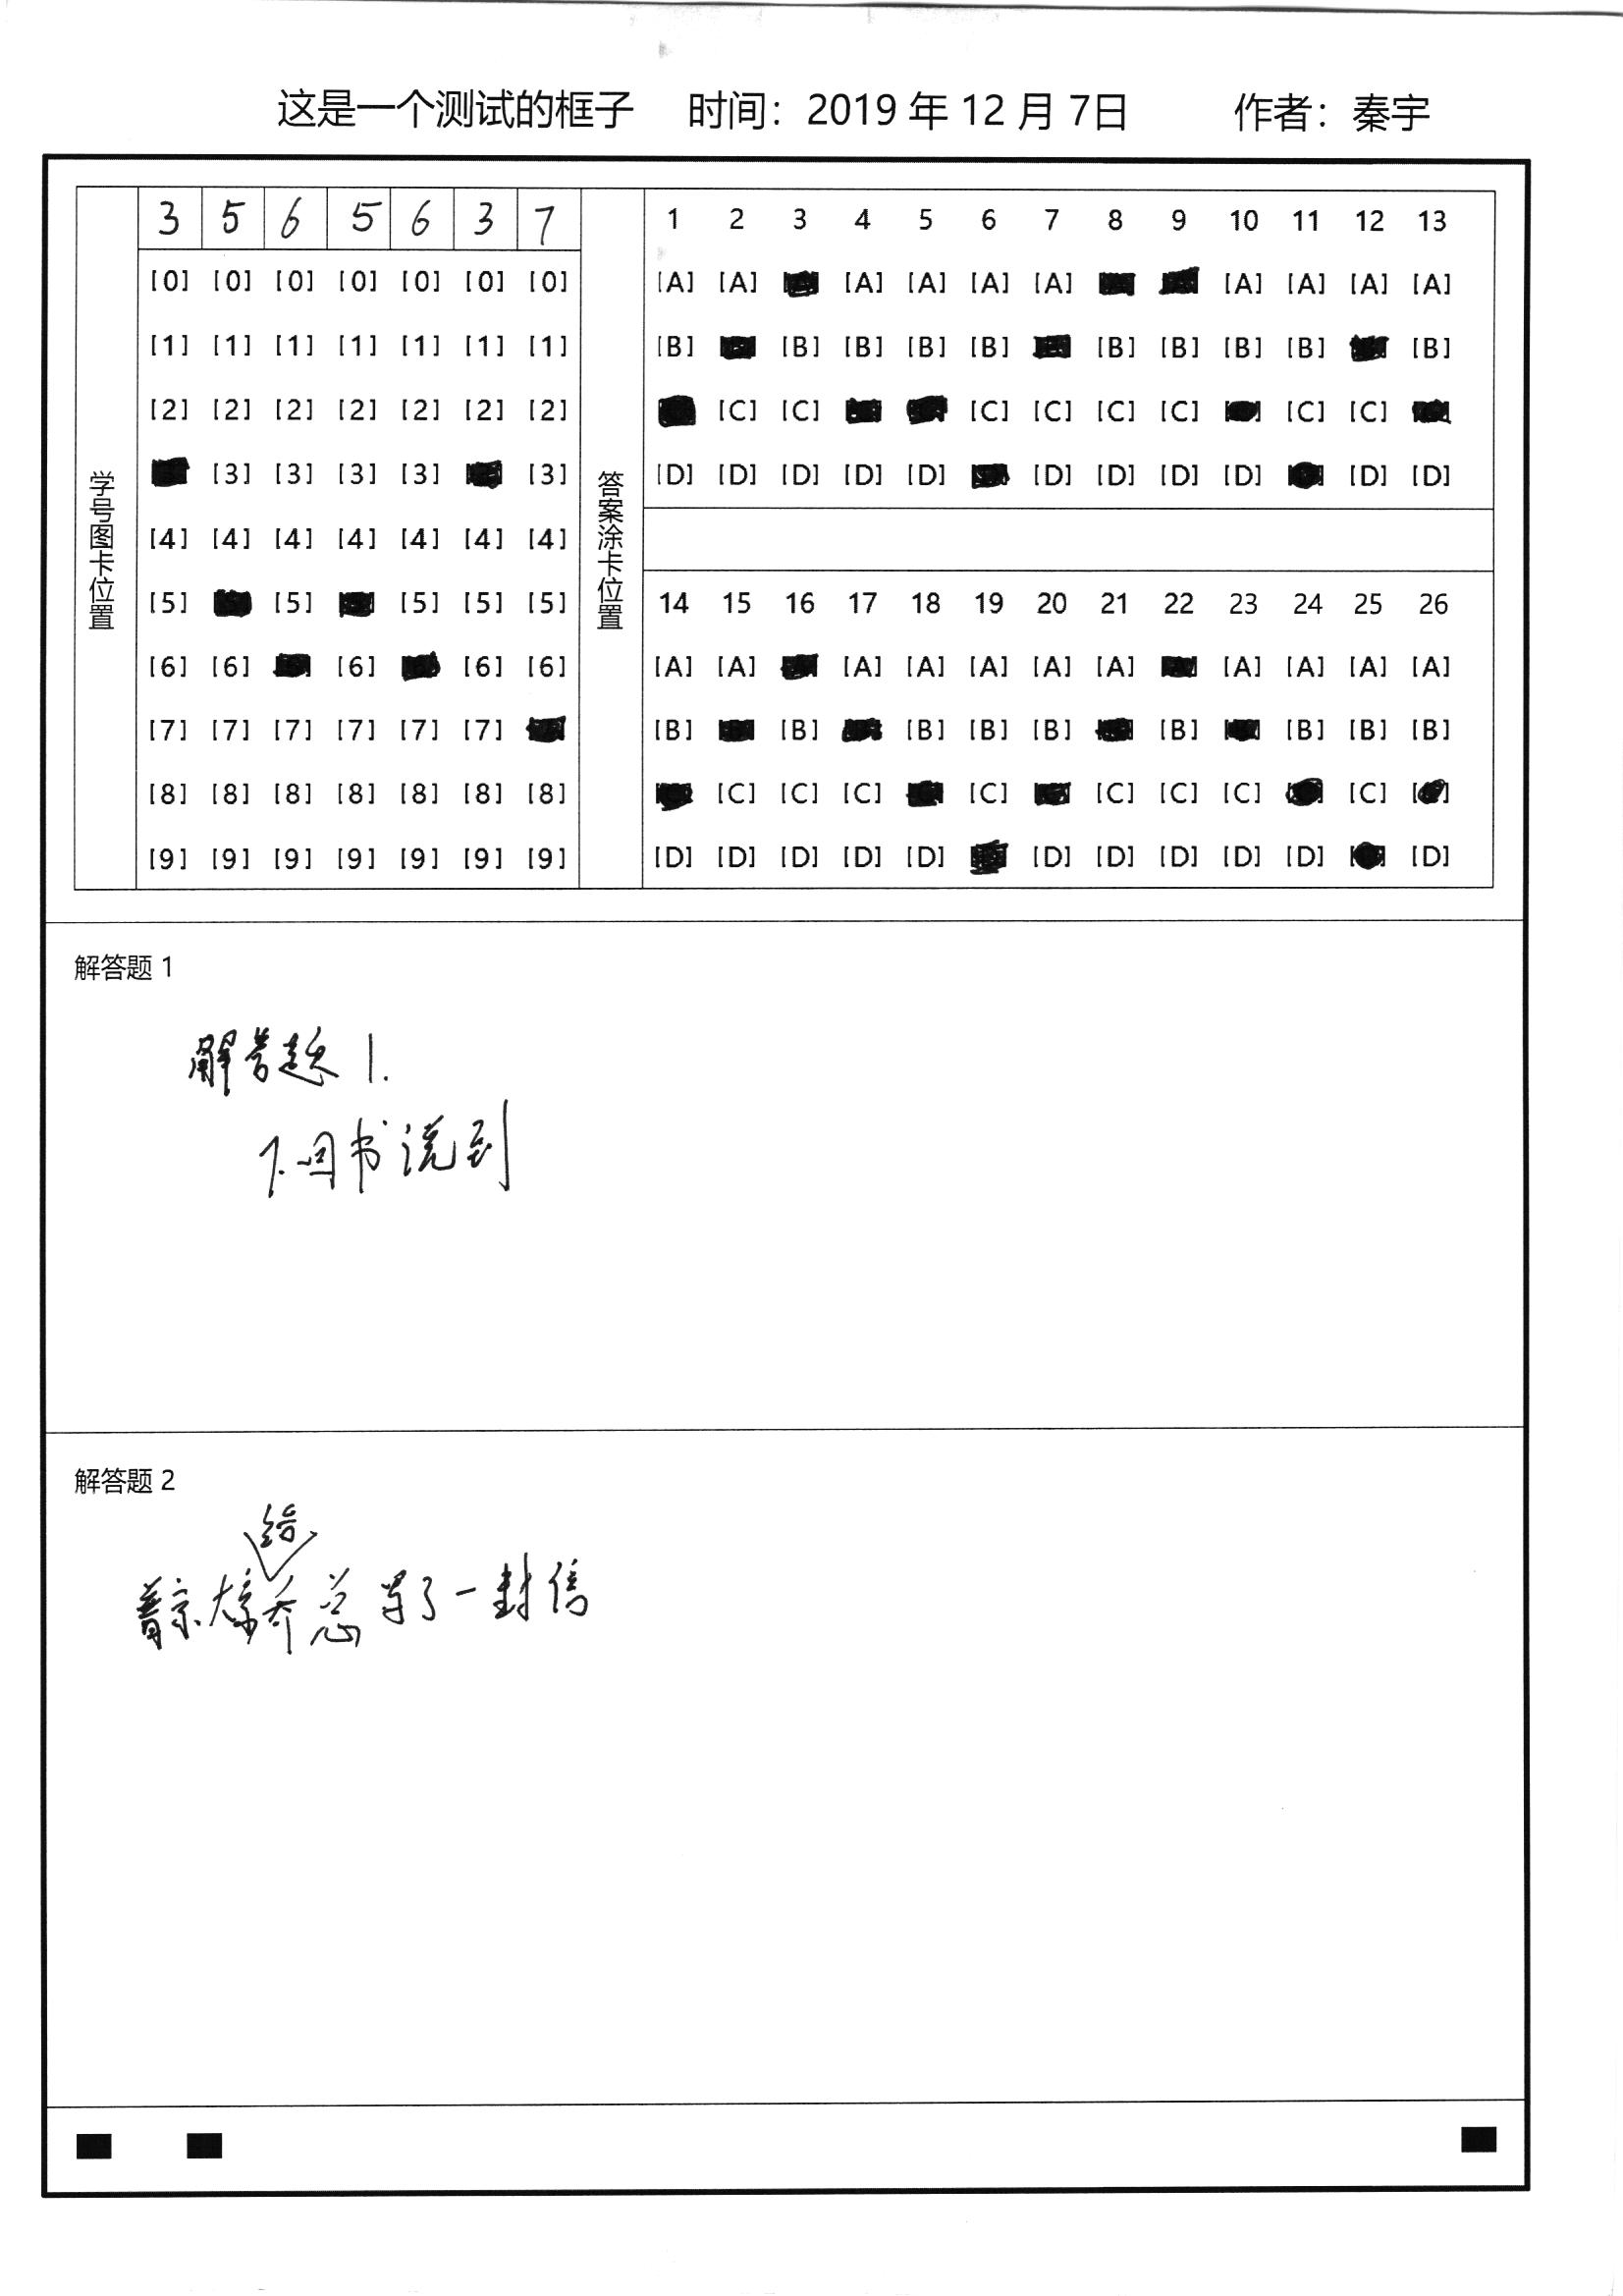 这是一个测试的框子 时间：2019 年 12 月 7日 作者：秦宇
学号图卡位置
3 5 6 5 6 3 7
[0] [0] [0] [0] [0] [0] [0]
[1] [1] [1] [1] [1] [1] [1]
[2] [2] [2] [2] [2] [2] [2]
[3] [3] [3] [3] [3]
[4] [4] [4] [4] [4] [4] [4]
[5] [5] [5] [5] [5]
[6] [6] [6] [6] [6]
[7] [7] [7] [7] [7] [7]
[8] [8] [8] [8] [8] [8] [8]
[9] [9] [9] [9] [9] [9] [9]
答案涂卡位置
1 2 3 4 5 6 7 8 9 10 11 12 13
[A] [A] [A] [A] [A] [A] [A] [A] [A] [A]
[B] [B] [B] [B] [B] [B] [B] [B] [B] [B]
[C] [C] [C] [C] [C] [C] [C] [C]
[D] [D] [D] [D] [D] [D] [D] [D] [D] [D] [D]
14 15 16 17 18 19 20 21 22 23 24 25 26
[A] [A] [A] [A] [A] [A] [A] [A] [A] [A] [A]
[B] [B] [B] [B] [B] [B] [B] [B] [B]
[C] [C] [C] [C] [C] [C] [C] [C]
[D] [D] [D] [D] [D] [D] [D] [D] [D] [D] [D]
解答题 1
解答题 1.
下回书说到
解答题 2
给
普京大帝乔总写了一封信